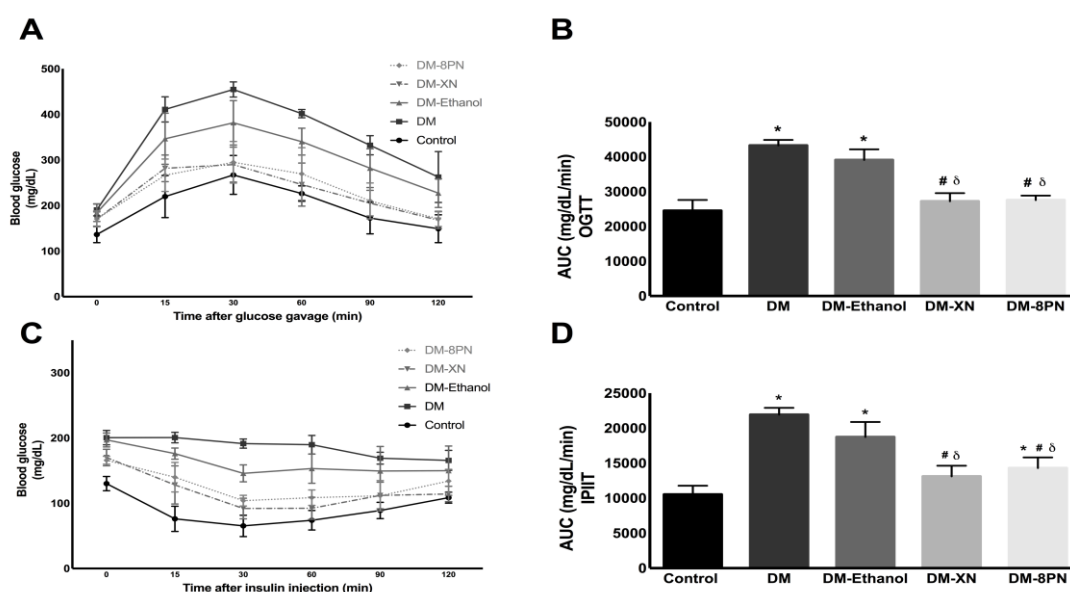 A
Blood glucose
(mg/dL)
500
400
300
200
100
0
0 15 30 60 90 120
Time after glucose gavage (min)
DM-8PN
DM-XN
DM-Ethanol
DM
Control
B
AUC (mg/dL/min)
OGTT
50000
40000
30000
20000
10000
0
* * # δ # δ
Control DM DM-Ethanol DM-XN DM-8PN
C
Blood glucose
(mg/dL)
300
200
100
0
0 15 30 60 90 120
Time after insulin injection (min)
DM-8PN
DM-XN
DM-Ethanol
DM
Control
D
AUC (mg/dL/min)
IPIIT
25000
20000
15000
10000
5000
0
* * # δ * # δ
Control DM DM-Ethanol DM-XN DM-8PN